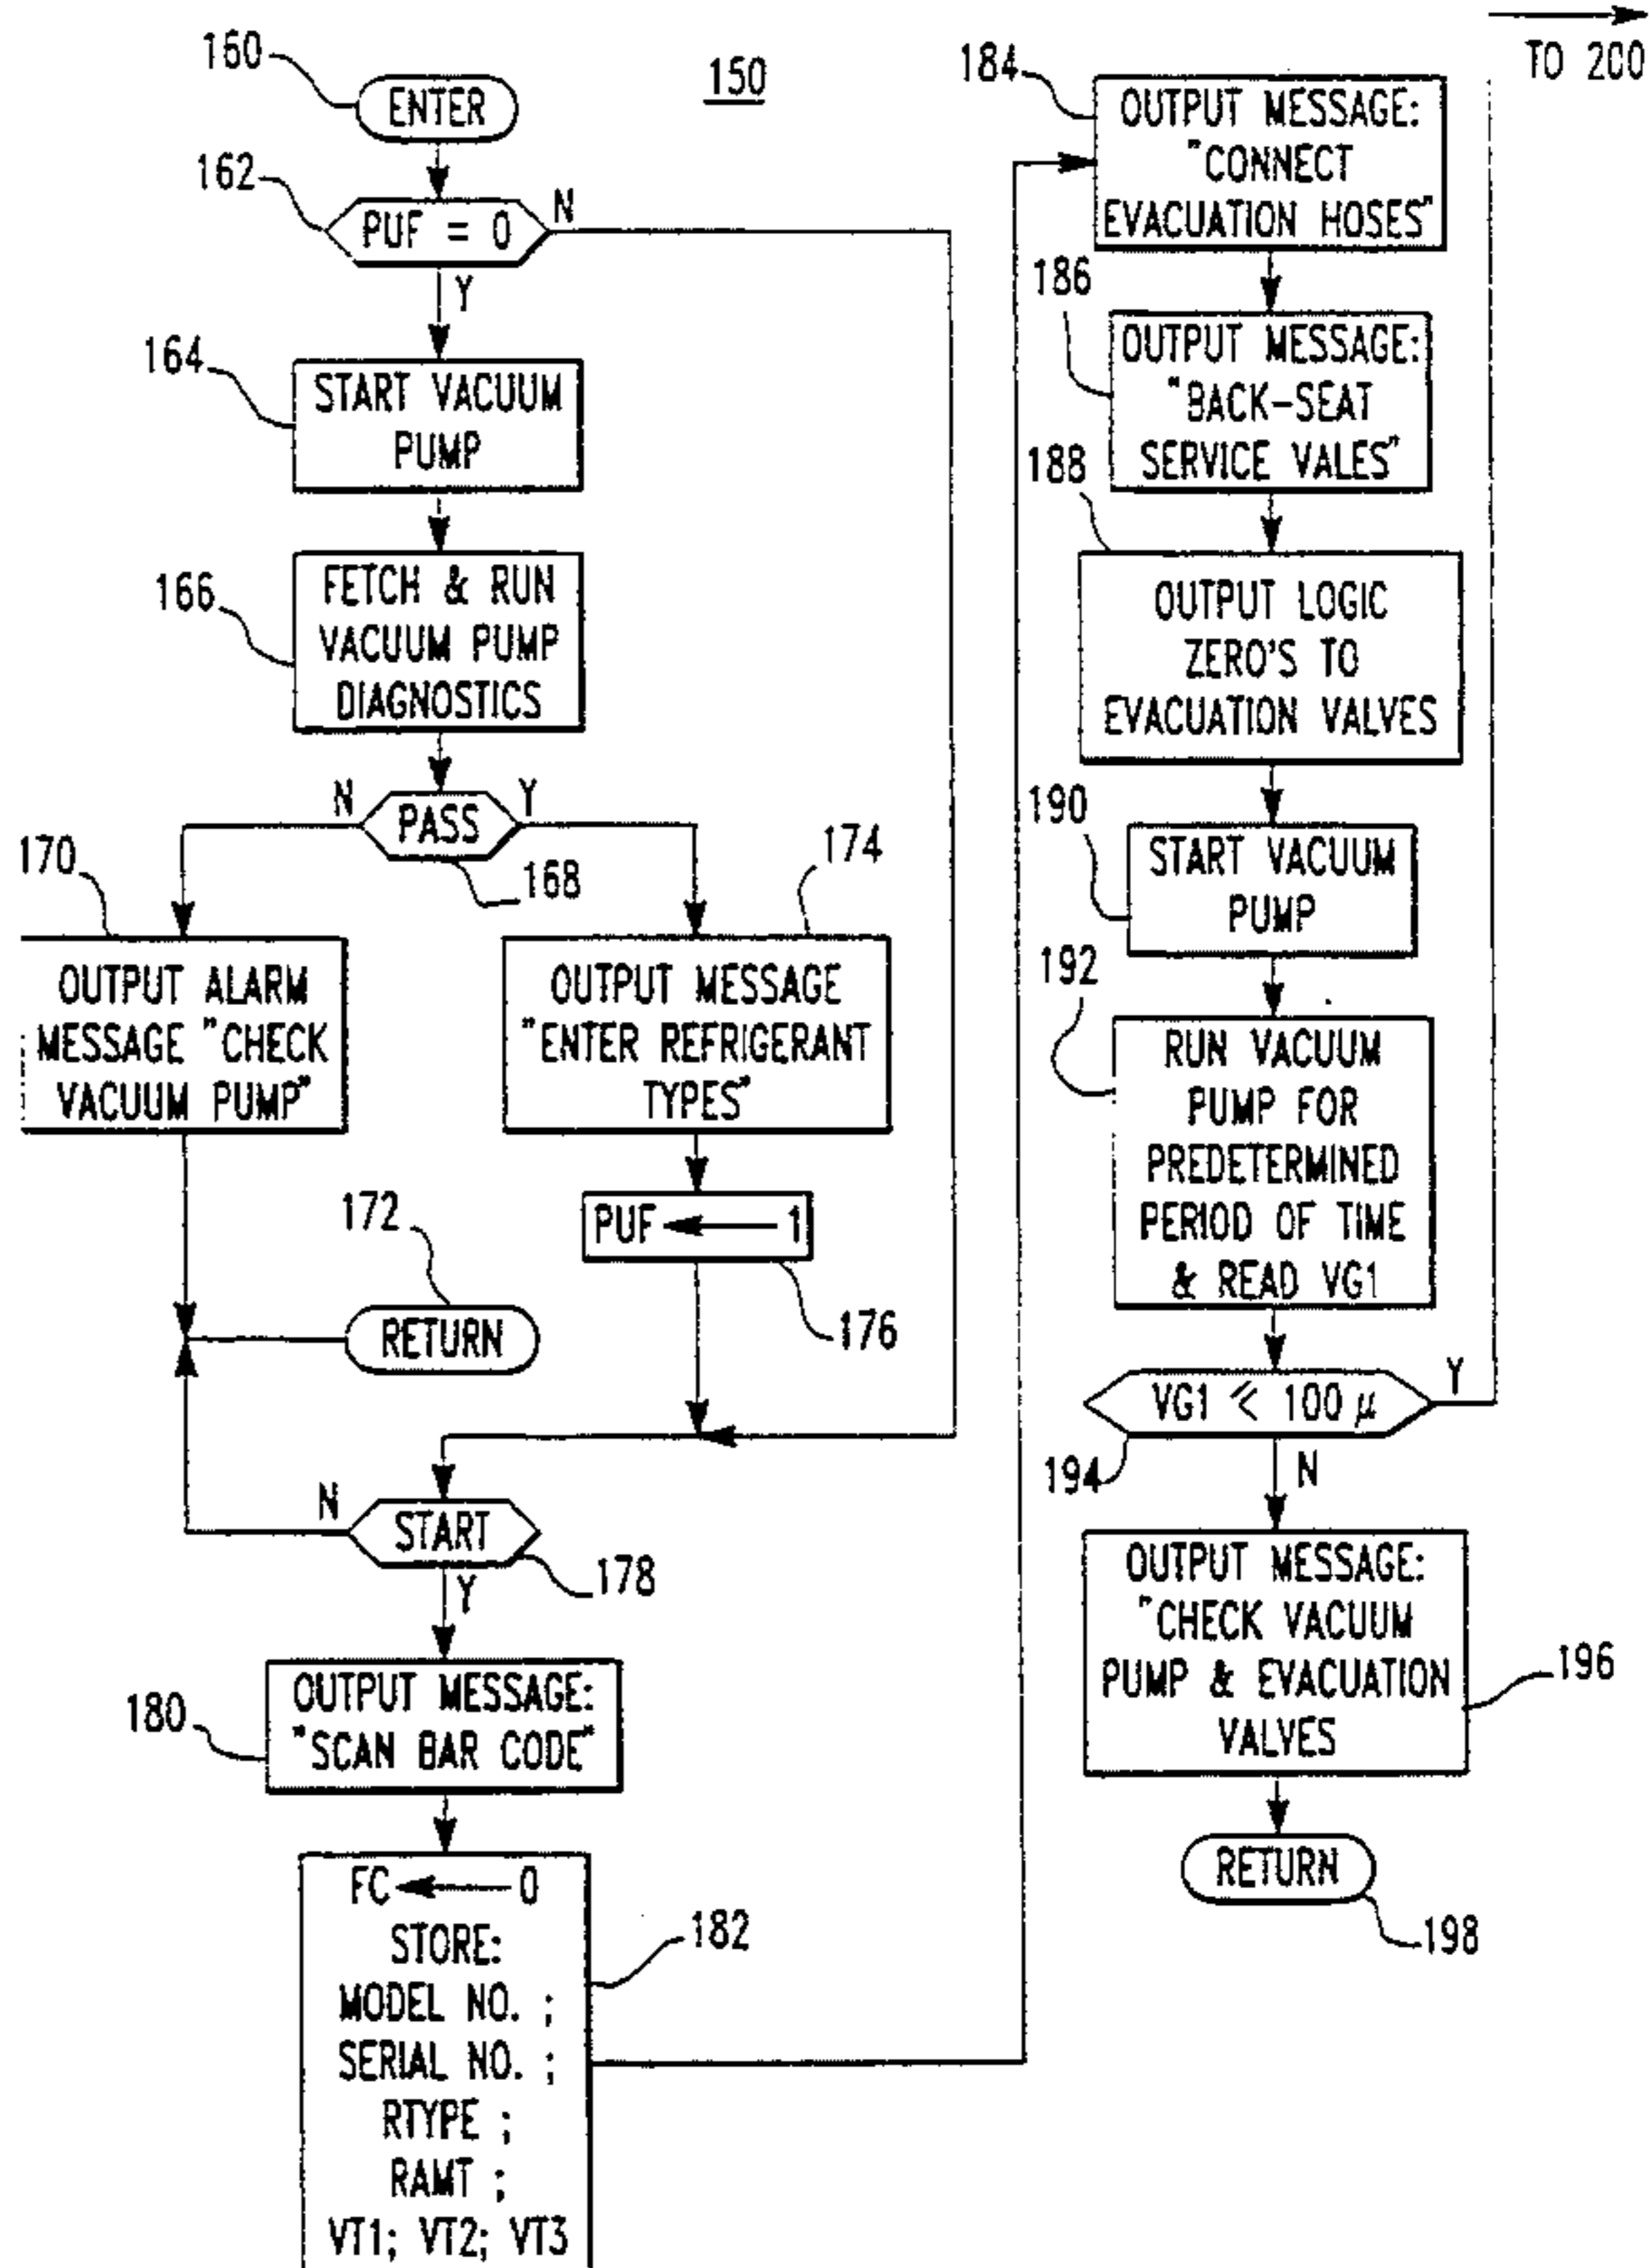 160
ENTER
150
162
PUF = 0
N
Y
164
START VACUUM
PUMP
166
FETCH & RUN
VACUUM PUMP
DIAGNOSTICS
N
PASS
Y
168
170
OUTPUT ALARM
MESSAGE "CHECK
VACUUM PUMP"
174
OUTPUT MESSAGE
"ENTER REFRIGERANT
TYPES"
PUF 1
176
172
RETURN
N
START
178
Y
180
OUTPUT MESSAGE:
"SCAN BAR CODE"
FC 0
STORE:
MODEL NO. ;
SERIAL NO. ;
RTYPE ;
RAMT ;
VT1; VT2; VT3
182
TO 200
184
OUTPUT MESSAGE:
"CONNECT
EVACUATION HOSES"
186
OUTPUT MESSAGE:
"BACK-SEAT
SERVICE VALES"
188
OUTPUT LOGIC
ZERO'S TO
EVACUATION VALVES
190
START VACUUM
PUMP
192
RUN VACUUM
PUMP FOR
PREDETERMINED
PERIOD OF TIME
& READ VG1
VG1 ⩽ 100 μ
Y
194
N
OUTPUT MESSAGE:
"CHECK VACUUM
PUMP & EVACUATION
VALVES
196
RETURN
198